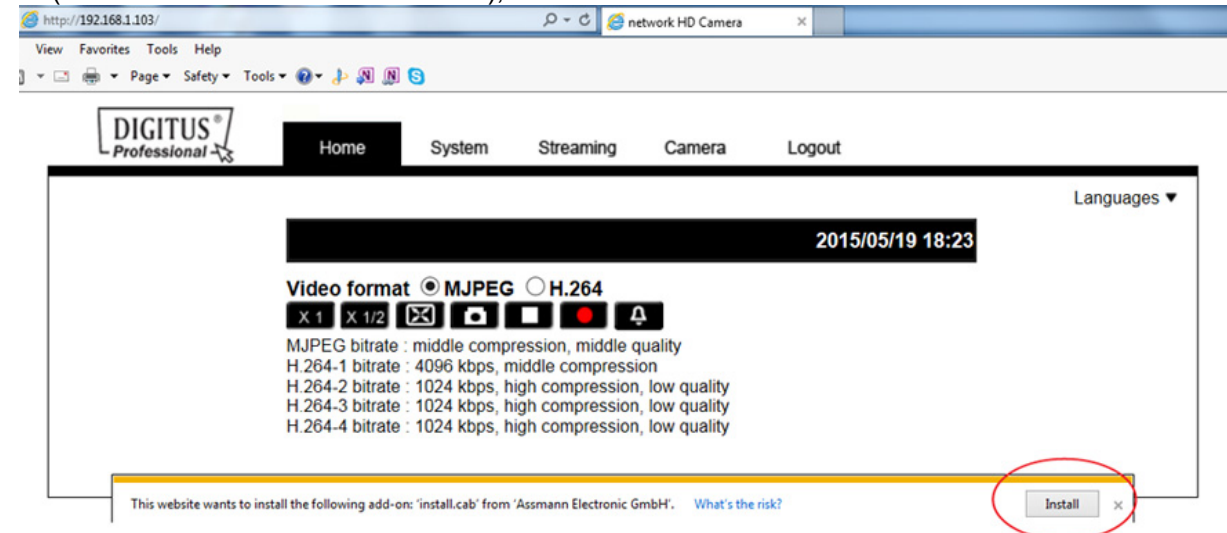 http://192.168.1.103/ network HD Camera
View Favorites Tools Help
Page Safety Tools
DIGITUS®
Professional
Home System Streaming Camera Logout
Languages ▼
2015/05/19 18:23
Video format MJPEG H.264
X 1 X 1/2
MJPEG bitrate : middle compression, middle quality
H.264-1 bitrate : 4096 kbps, middle compression
H.264-2 bitrate : 1024 kbps, high compression, low quality
H.264-3 bitrate : 1024 kbps, high compression, low quality
H.264-4 bitrate : 1024 kbps, high compression, low quality
This website wants to install the following add-on: 'install.cab' from 'Assmann Electronic GmbH'. What's the risk? Install ×